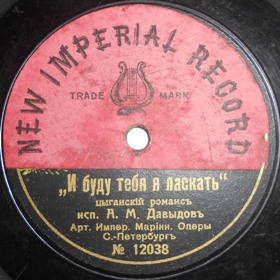 NEW IMPERIAL RECORD
TRADE MARK
„И буду тебя я ласкать“
цыганскій романсъ
исп. А. М. Давыдовъ
Арт. Импер. Маріин. Оперы
С.-Петербургъ
№ 12038